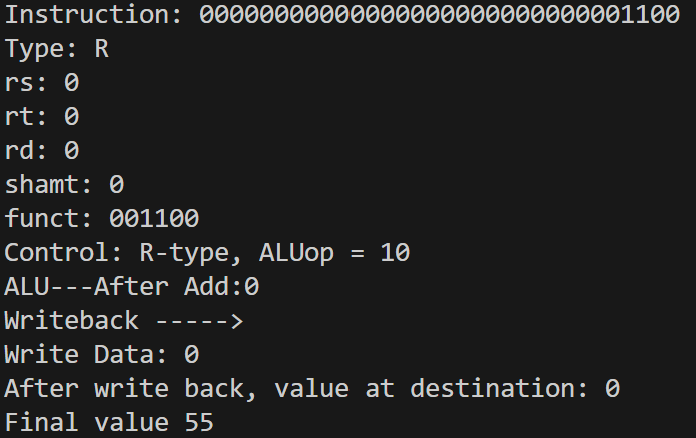 Instruction: 00000000000000000000000000001100
Type: R
rs: 0
rt: 0
rd: 0
shamt: 0
funct: 001100
Control: R-type, ALUop = 10
ALU---After Add:0
Writeback ----->
Write Data: 0
After write back, value at destination: 0
Final value 55